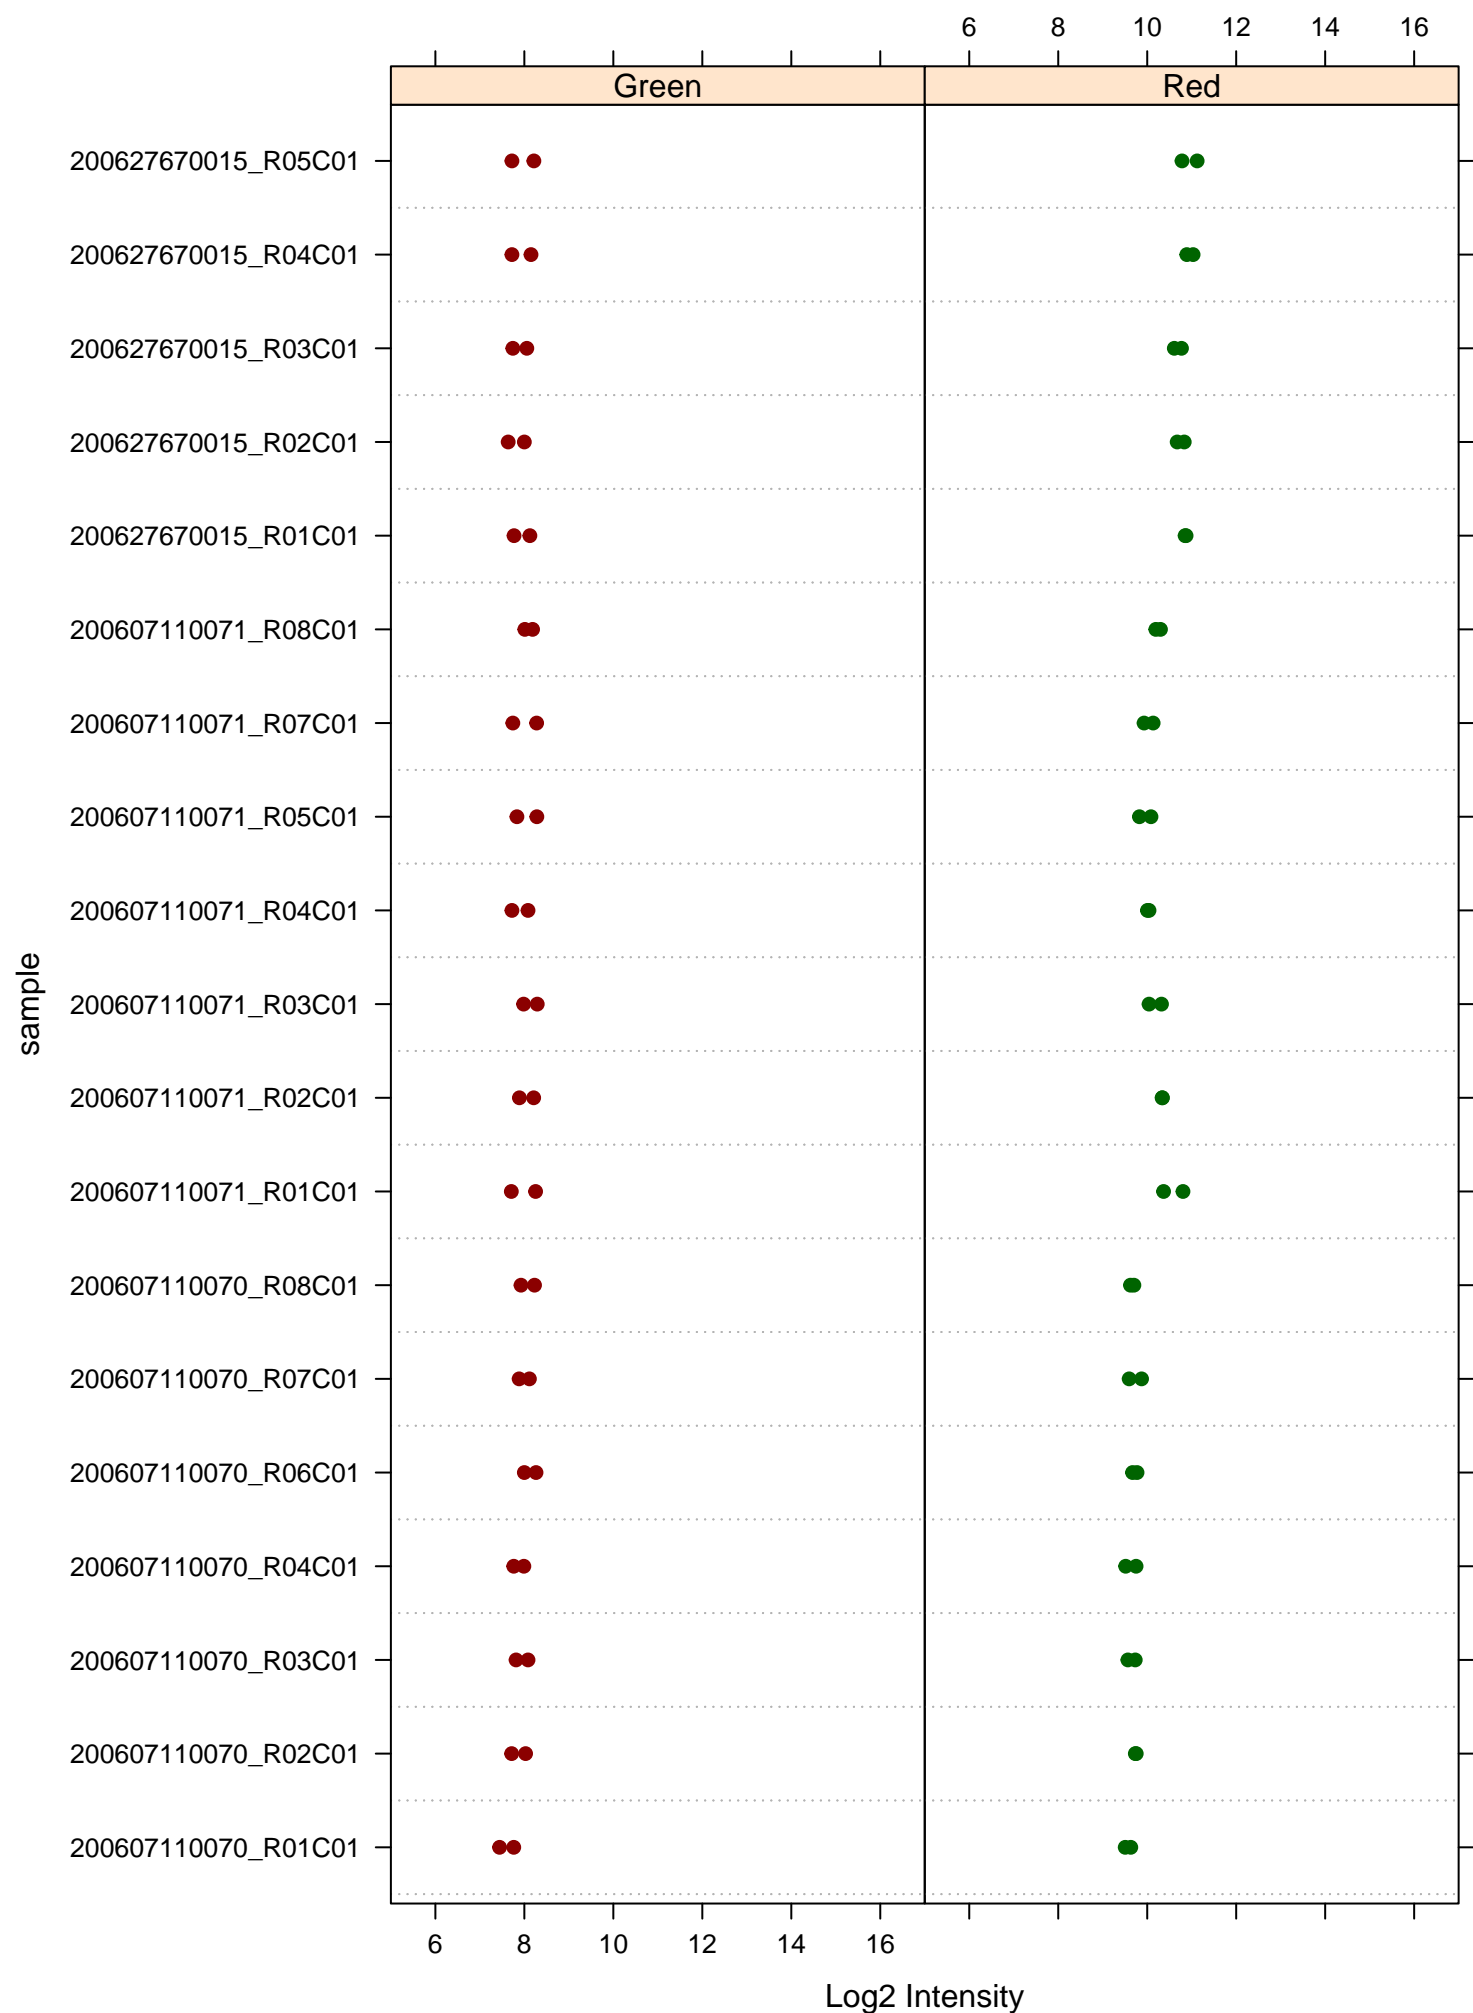 6 8 10 12 14 16
Green Red
200627670015_R05C01
200627670015_R04C01
200627670015_R03C01
200627670015_R02C01
200627670015_R01C01
200607110071_R08C01
200607110071_R07C01
200607110071_R05C01
200607110071_R04C01
200607110071_R03C01
200607110071_R02C01
200607110071_R01C01
200607110070_R08C01
200607110070_R07C01
200607110070_R06C01
200607110070_R04C01
200607110070_R03C01
200607110070_R02C01
200607110070_R01C01
sample
6 8 10 12 14 16
Log2 Intensity